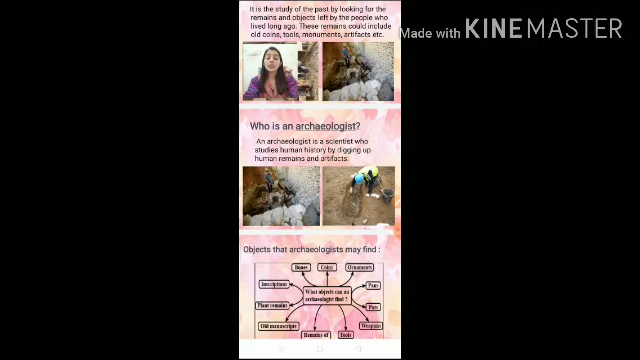 It is the study of the past by looking for the
remains and objects left by the people who
lived long ago. These remains could include
old coins, tools, monuments, artifacts etc.
Made with KINEMASTER
Who is an archaeologist?
An archaeologist is a scientist who
studies human history by digging up
human remains and artifacts.
Objects that archaeologists may find :
Bones
Coins
Ornaments
Inscriptions
What objects can an
archaeologist find ?
Pans
Plant remains
Pots
Old manuscripts
Remains of
Tools
Weapons